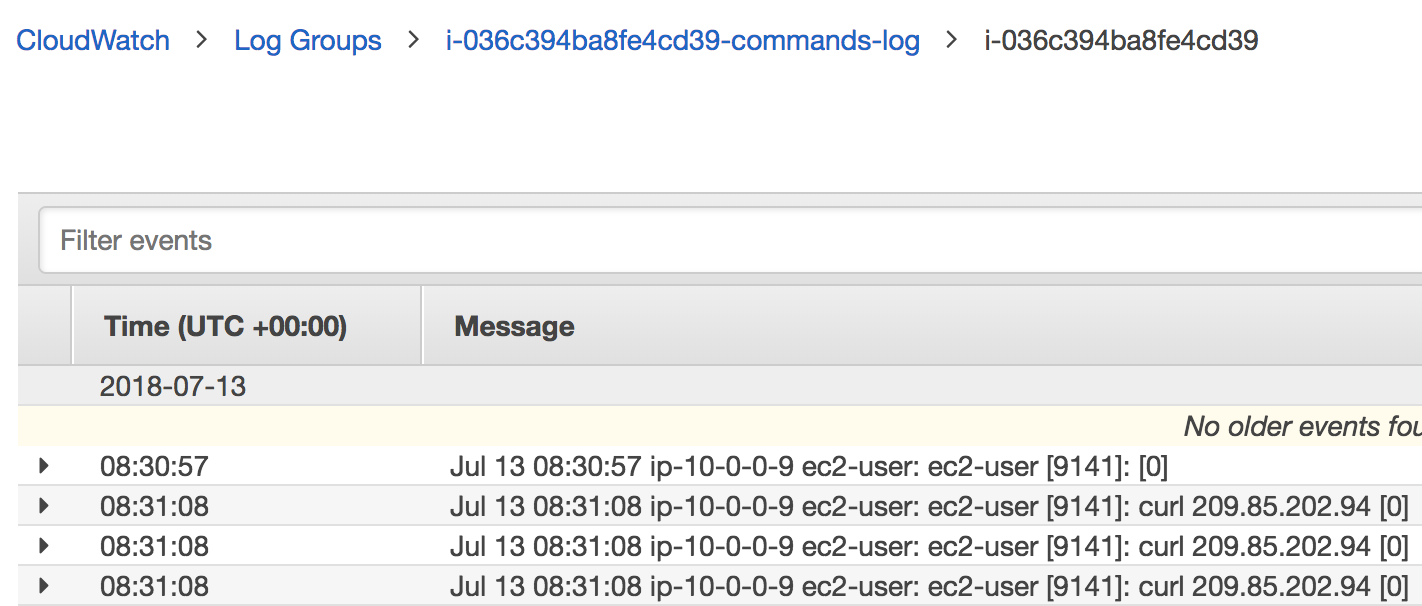 CloudWatch > Log Groups > i-036c394ba8fe4cd39-commands-log > i-036c394ba8fe4cd39
Filter events
Time (UTC +00:00) Message
2018-07-13
No older events fou
08:30:57 Jul 13 08:30:57 ip-10-0-0-9 ec2-user: ec2-user [9141]: [0]
08:31:08 Jul 13 08:31:08 ip-10-0-0-9 ec2-user: ec2-user [9141]: curl 209.85.202.94 [0]
08:31:08 Jul 13 08:31:08 ip-10-0-0-9 ec2-user: ec2-user [9141]: curl 209.85.202.94 [0]
08:31:08 Jul 13 08:31:08 ip-10-0-0-9 ec2-user: ec2-user [9141]: curl 209.85.202.94 [0]